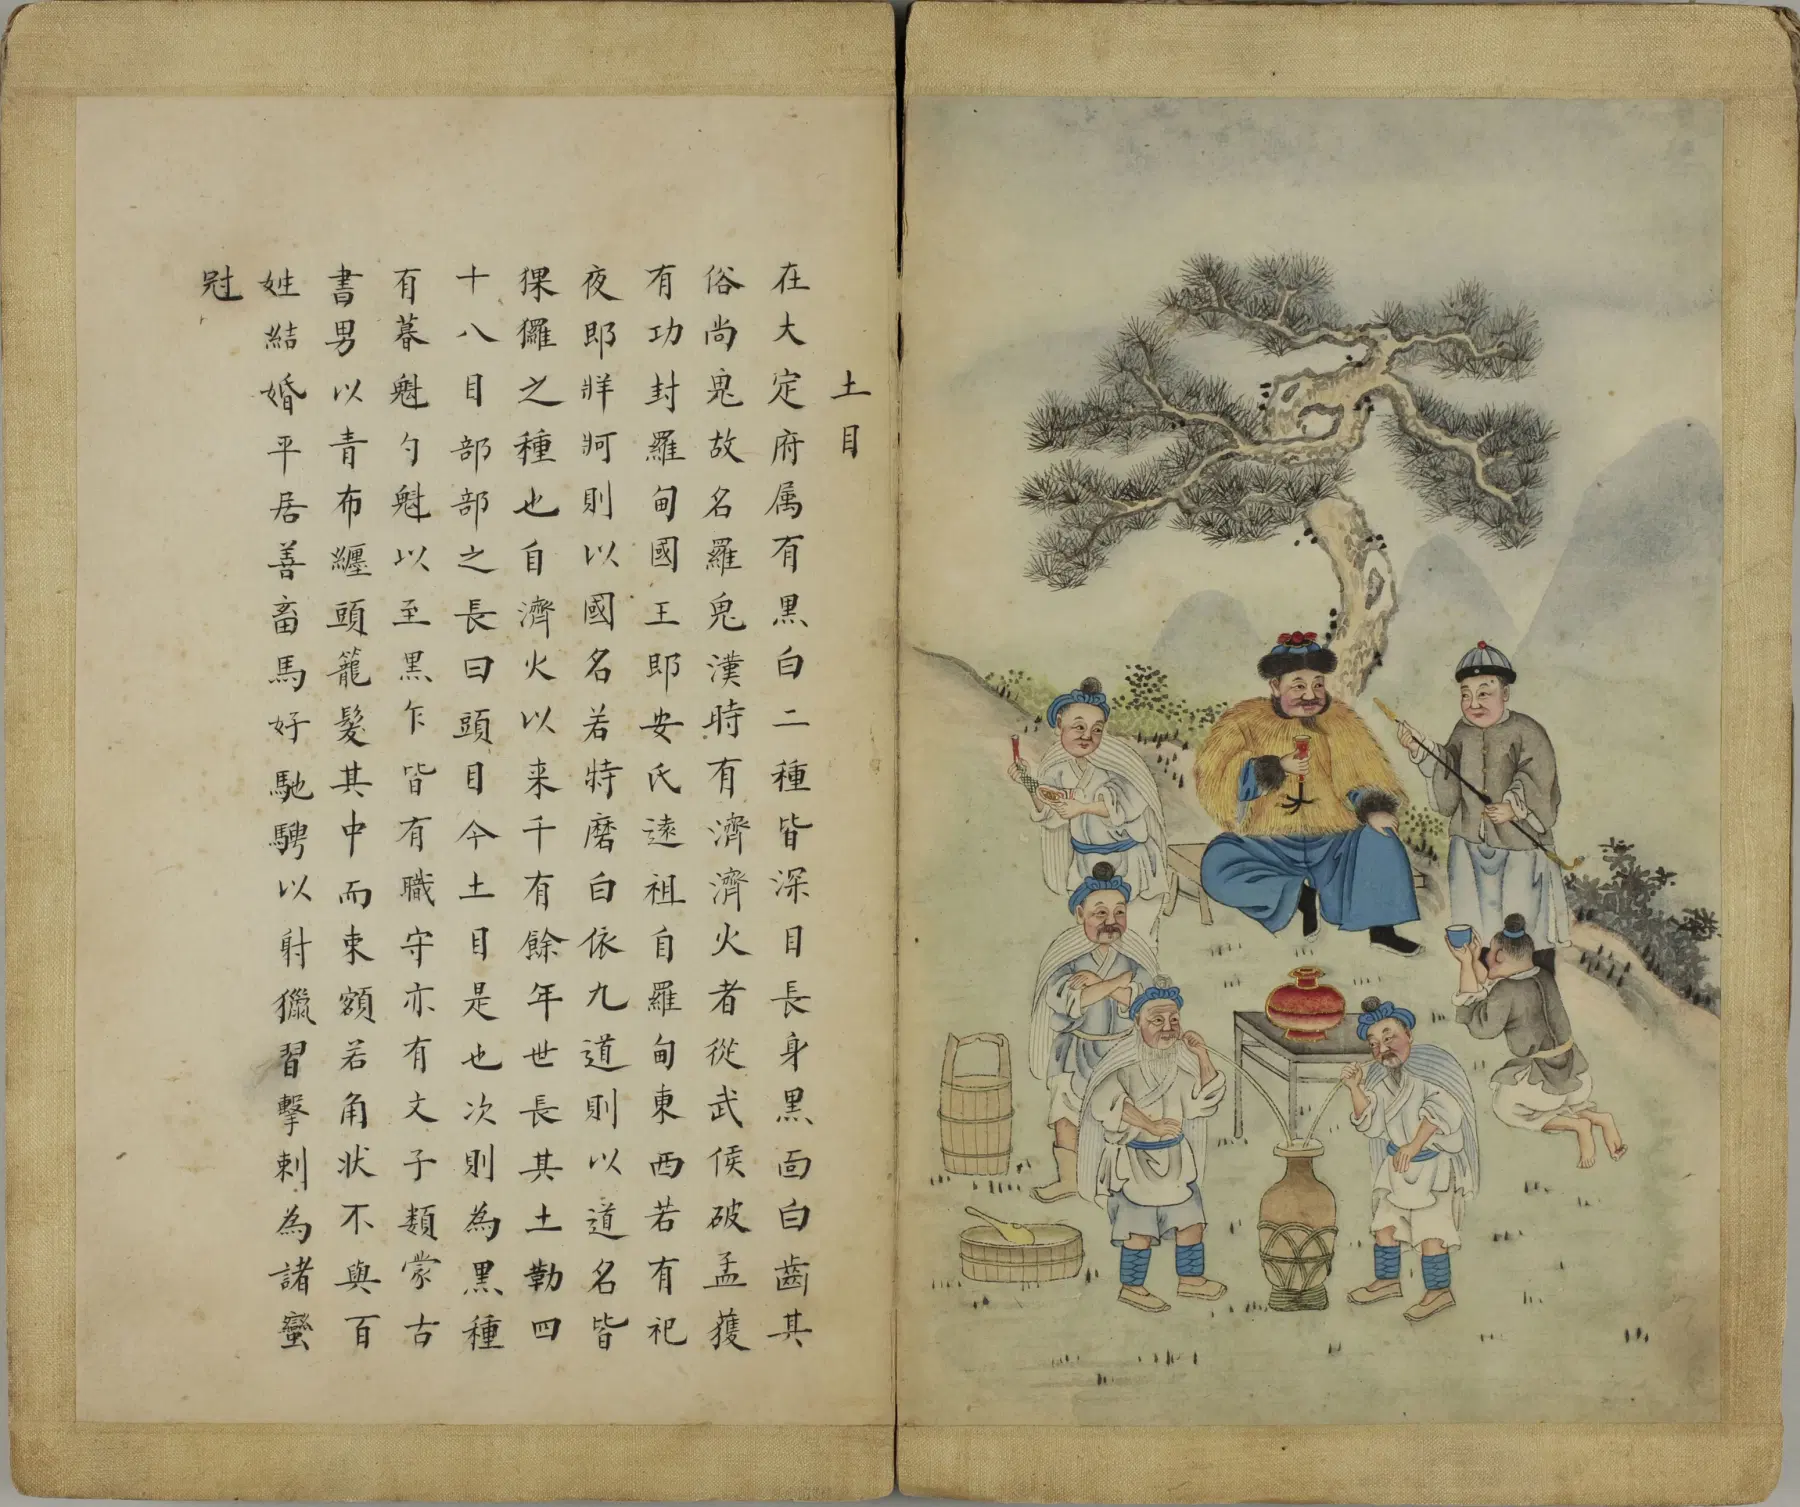 土目
在大定府属有黑白二種皆深目長身黑面白齒其
俗尚鬼故名羅鬼漢時有濟濟火者從武侯破孟獲
有功封羅甸國王即安氏遠祖自羅甸東西若有祀
夜郎牂牁則以國名若特磨白依九道則以道名皆
猓玀之種也自濟火以来千有餘年世長其土勒四
十八目部部之長曰頭目今土目是也次則為黑種
有暮魁勺魁以至黑乍皆有職守亦有文子類蒙古
書男以青布纏頭籠髮其中而束額若角状不與百
姓結婚平居善畜馬好馳騁以射獵習擊刺為諸蠻
冠